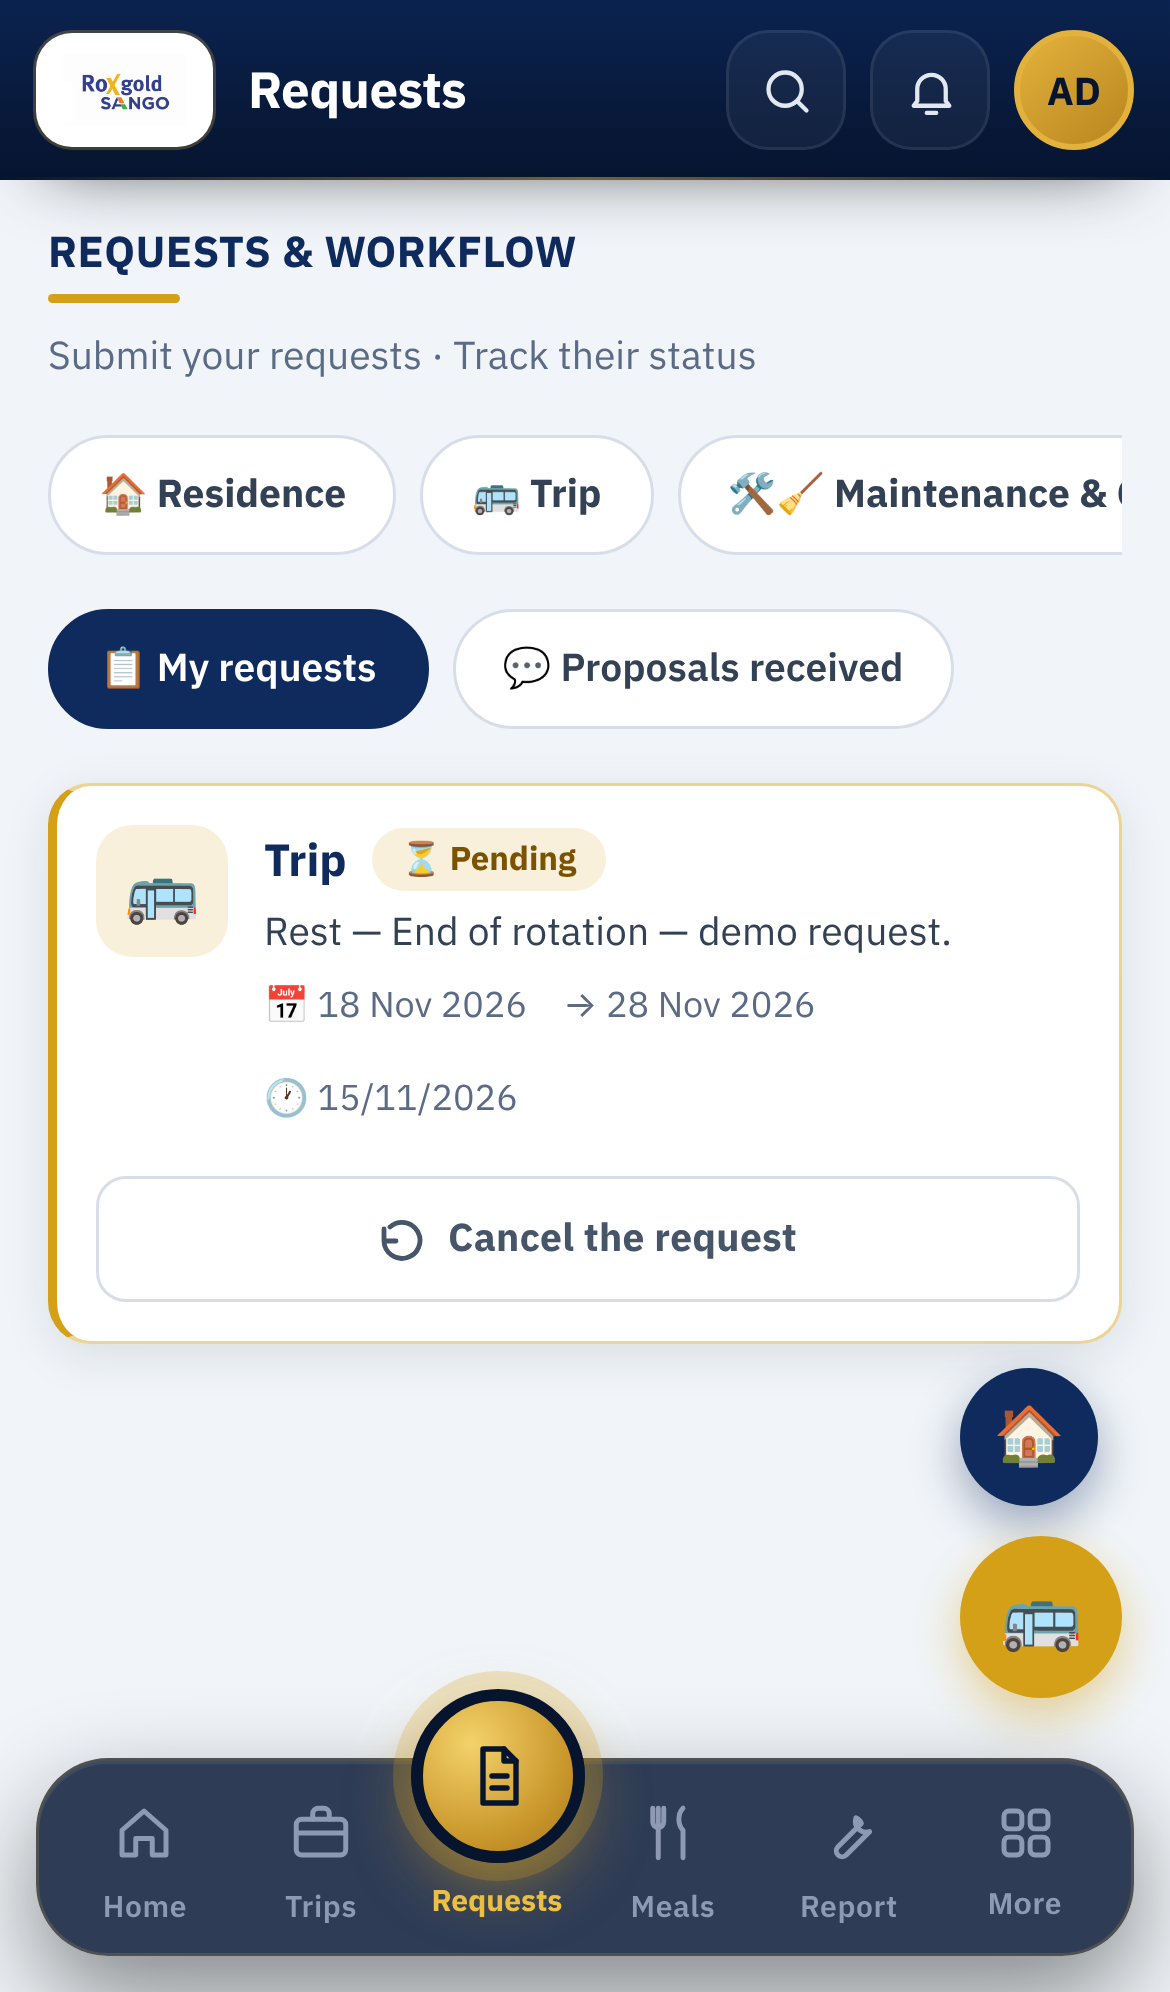 Roxgold
SANGO
Requests
AD
REQUESTS & WORKFLOW
Submit your requests · Track their status
🏠 Residence
🚌 Trip
🛠️🧹 Maintenance &
📋 My requests
💬 Proposals received
Trip
⏳ Pending
Rest — End of rotation — demo request.
📅 18 Nov 2026 → 28 Nov 2026
🕐 15/11/2026
Cancel the request
Home
Trips
Requests
Meals
Report
More